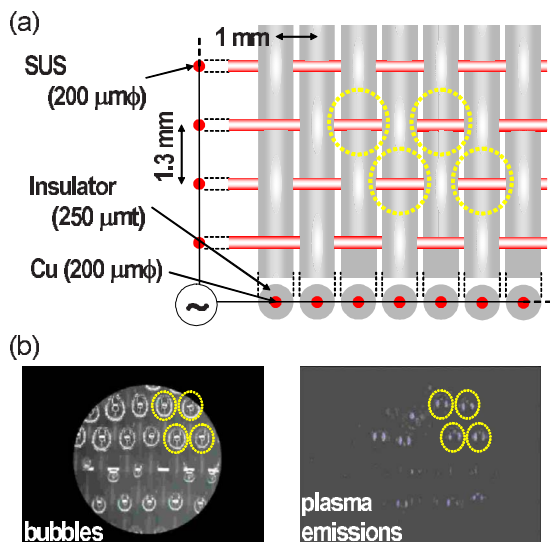 (a)
1 mm
SUS
(200 μmϕ)
1.3 mm
Insulator
(250 μmt)
Cu (200 μmϕ)
~
(b)
bubbles
plasma
emissions